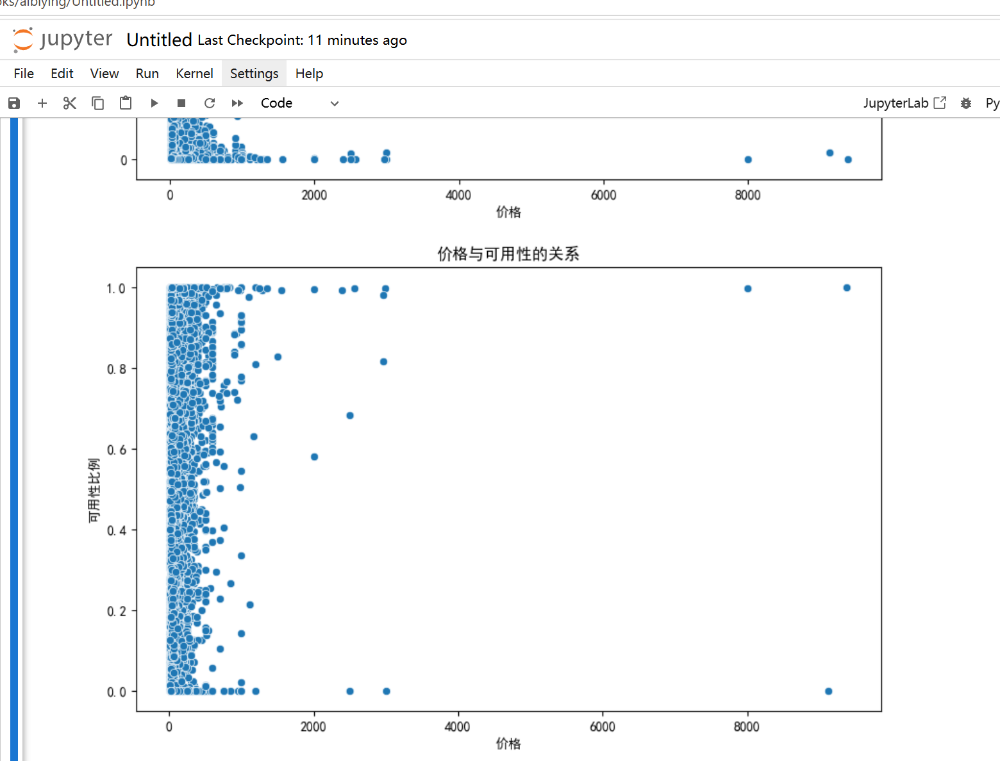 oks/aibiying/Untitled.ipynb
jupyter Untitled Last Checkpoint: 11 minutes ago
File Edit View Run Kernel Settings Help
Code JupyterLab Py
0
0 2000 4000 6000 8000
价格
价格与可用性的关系
1.0
0.8
0.6
0.4
0.2
0.0
可用性比例
0 2000 4000 6000 8000
价格